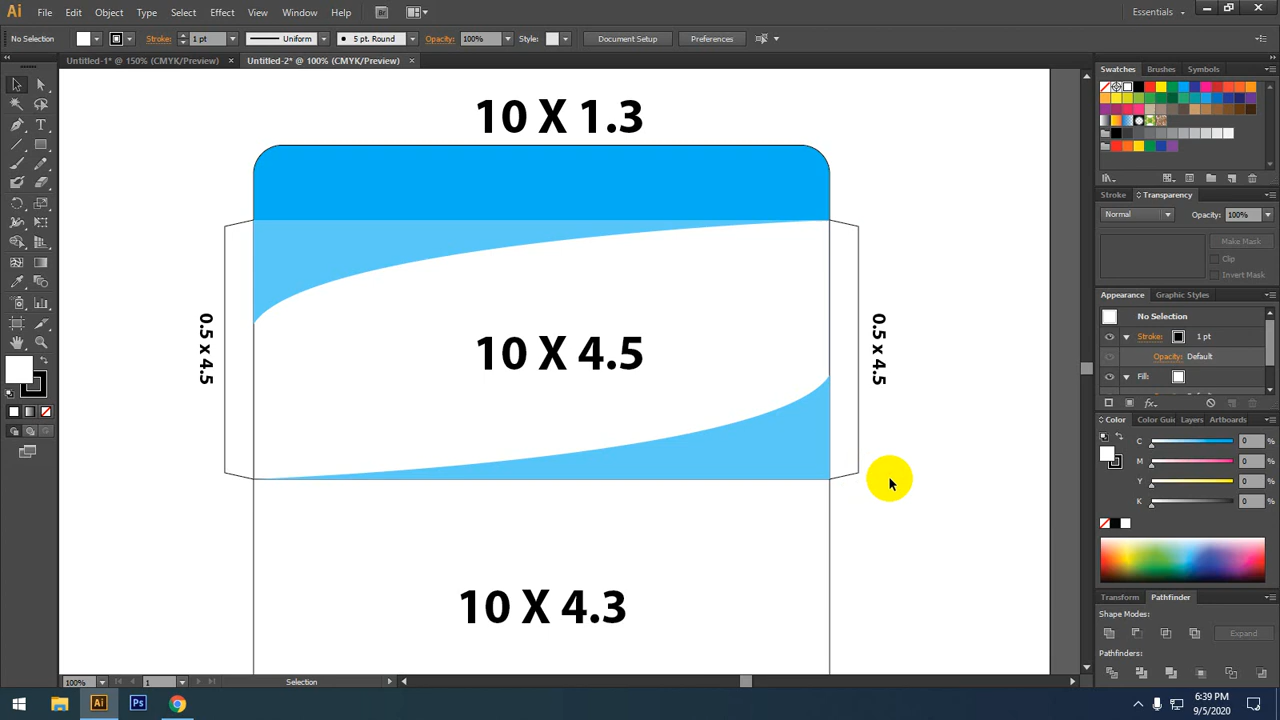 Ai File Edit Object Type Select Effect View Window Help Br Essentials
No Selection Stroke: 1 pt Uniform 5 pt. Round Opacity: 100% Style: Document Setup Preferences
Untitled-1* @ 150% (CMYK/Preview) Untitled-2* @ 100% (CMYK/Preview)
10 X 1.3
0.5 x 4.5
10 X 4.5
0.5 x 4.5
10 X 4.3
Swatches Brushes Symbols
Stroke Transparency
Normal Opacity: 100%
Make Mask
Clip
Invert Mask
Appearance Graphic Styles
No Selection
Stroke: 1 pt
Opacity: Default
Fill:
fx
Color Color Gui Layers Artboards
C 0 %
M 0 %
Y 0 %
K 0 %
Transform Pathfinder
Shape Modes:
Expand
Pathfinders:
100% 1 Selection
Ai Ps 6:39 PM
9/5/2020